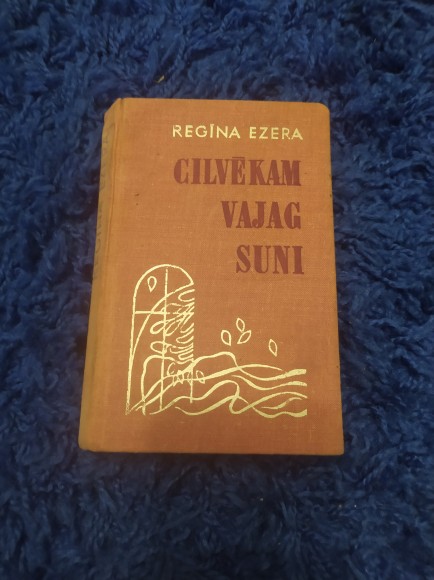 REGĪNA EZERA
CILVĒKAM
VAJAG
SUNI